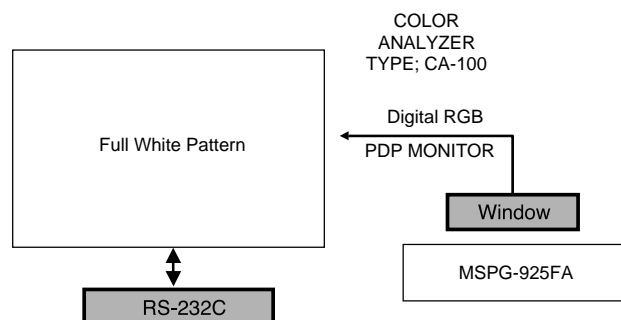 COLOR
ANALYZER
TYPE; CA-100
Digital RGB
Full White Pattern
PDP MONITOR
Window
MSPG-925FA
RS-232C